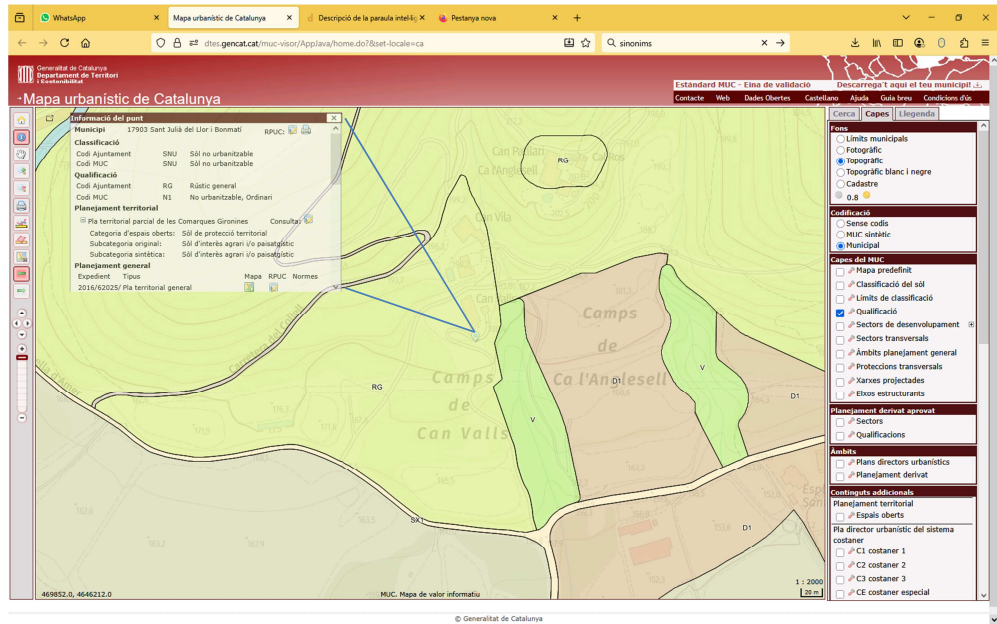 WhatsApp
Mapa urbanístic de Catalunya
Descripció de la paraula intel·lig
Pestanya nova
dtes.gencat.cat/muc-visor/AppJava/home.do?&set-locale=ca
sinonims
Generalitat de Catalunya
Departament de Territori
i Sostenibilitat
Mapa urbanístic de Catalunya
Estàndard MUC - Eina de validació
Descarrega't aquí el teu municipi!
Contacte Web Dades Obertes Castellano Ajuda Guia breu Condicions d'ús
Informació del punt
Municipi 17903 Sant Julià del Llor i Bonmatí RPUC:
Classificació
Codi Ajuntament SNU Sòl no urbanitzable
Codi MUC SNU Sòl no urbanitzable
Qualificació
Codi Ajuntament RG Rústic general
Codi MUC N1 No urbanitzable, Ordinari
Planejament territorial
Pla territorial parcial de les Comarques Gironines Consulta:
Categoria d'espais oberts: Sòl de protecció territorial
Subcategoria original: Sòl d'interès agrari i/o paisatgístic
Subcategoria sintètica: Sòl d'interès agrari i/o paisatgístic
Planejament general
Expedient Tipus Mapa RPUC Normes
2016/62025/ Pla territorial general
RG
Can Vila
Camps
de
Ca l'Anglesell
D1
V
D1
RG
Camps
de
Can Valls
V
SX1
D1
469852.0, 4646212.0
MUC. Mapa de valor informatiu
1 : 2000
20 m
Cerca Capes Llegenda
Fons
Límits municipals
Fotogràfic
Topogràfic
Topogràfic blanc i negre
Cadastre
0.8
Codificació
Sense codis
MUC sintètic
Municipal
Capes del MUC
Mapa predefinit
Classificació del sòl
Límits de classificació
Qualificació
Sectors de desenvolupament
Sectors transversals
Àmbits planejament general
Proteccions transversals
Xarxes projectades
Eixos estructurants
Planejament derivat aprovat
Sectors
Qualificacions
Àmbits
Plans directors urbanístics
Planejament derivat
Continguts addicionals
Planejament territorial
Espais oberts
Pla director urbanístic del sistema
costaner
C1 costaner 1
C2 costaner 2
C3 costaner 3
CE costaner especial
© Generalitat de Catalunya